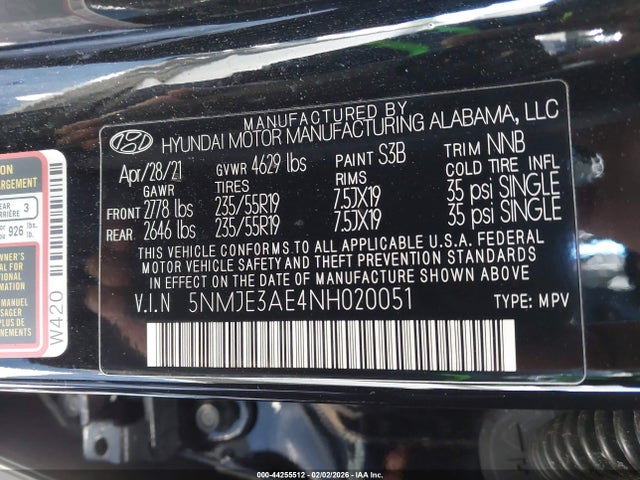 MANUFACTURED BY
HYUNDAI MOTOR MANUFACTURING ALABAMA, LLC
Apr/28/21 GVWR 4629 lbs PAINT S3B TRIM NNB
GAWR TIRES RIMS COLD TIRE INFL
FRONT 2778 lbs 235/55R19 7.5JX19 35 psi SINGLE
REAR 2646 lbs 235/55R19 7.5JX19 35 psi SINGLE
THIS VEHICLE CONFORMS TO ALL APPLICABLE U.S.A. FEDERAL
MOTOR VEHICLE SAFETY AND THEFT PREVENTION STANDARDS
IN EFFECT ON THE DATE OF MANUFACTURE SHOWN ABOVE.
V.I.N 5NMJE3AE4NH020051 TYPE: MPV
3
926 lbs.
MANUEL
W420
000-44255512 - 02/02/2026 - IAA Inc.